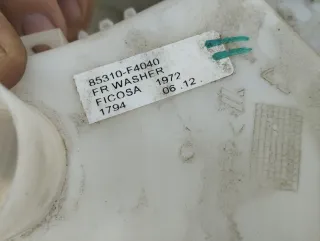 85310-F4040
FR WASHER
FICOSA 1972
1794 06.12.